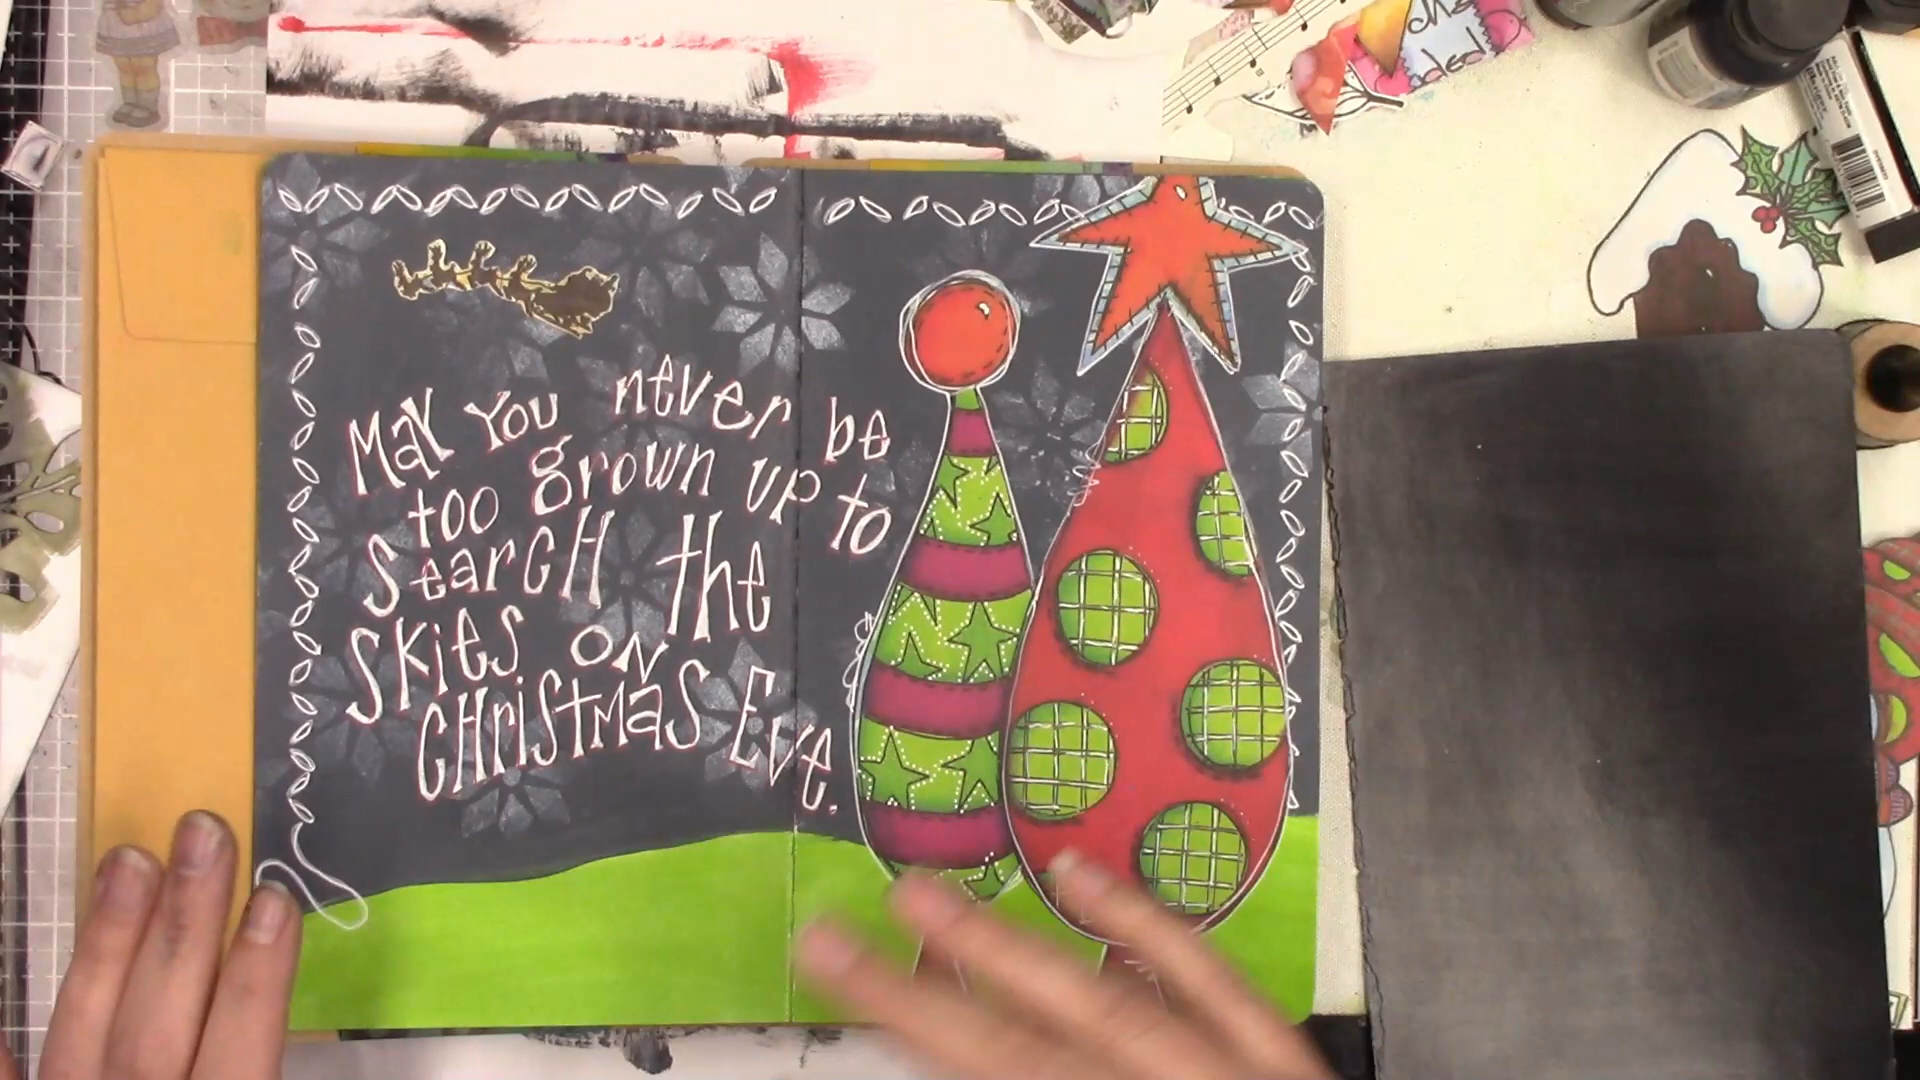 May You never be
too grown up to
Search the
Skies on
Christmas Eve.